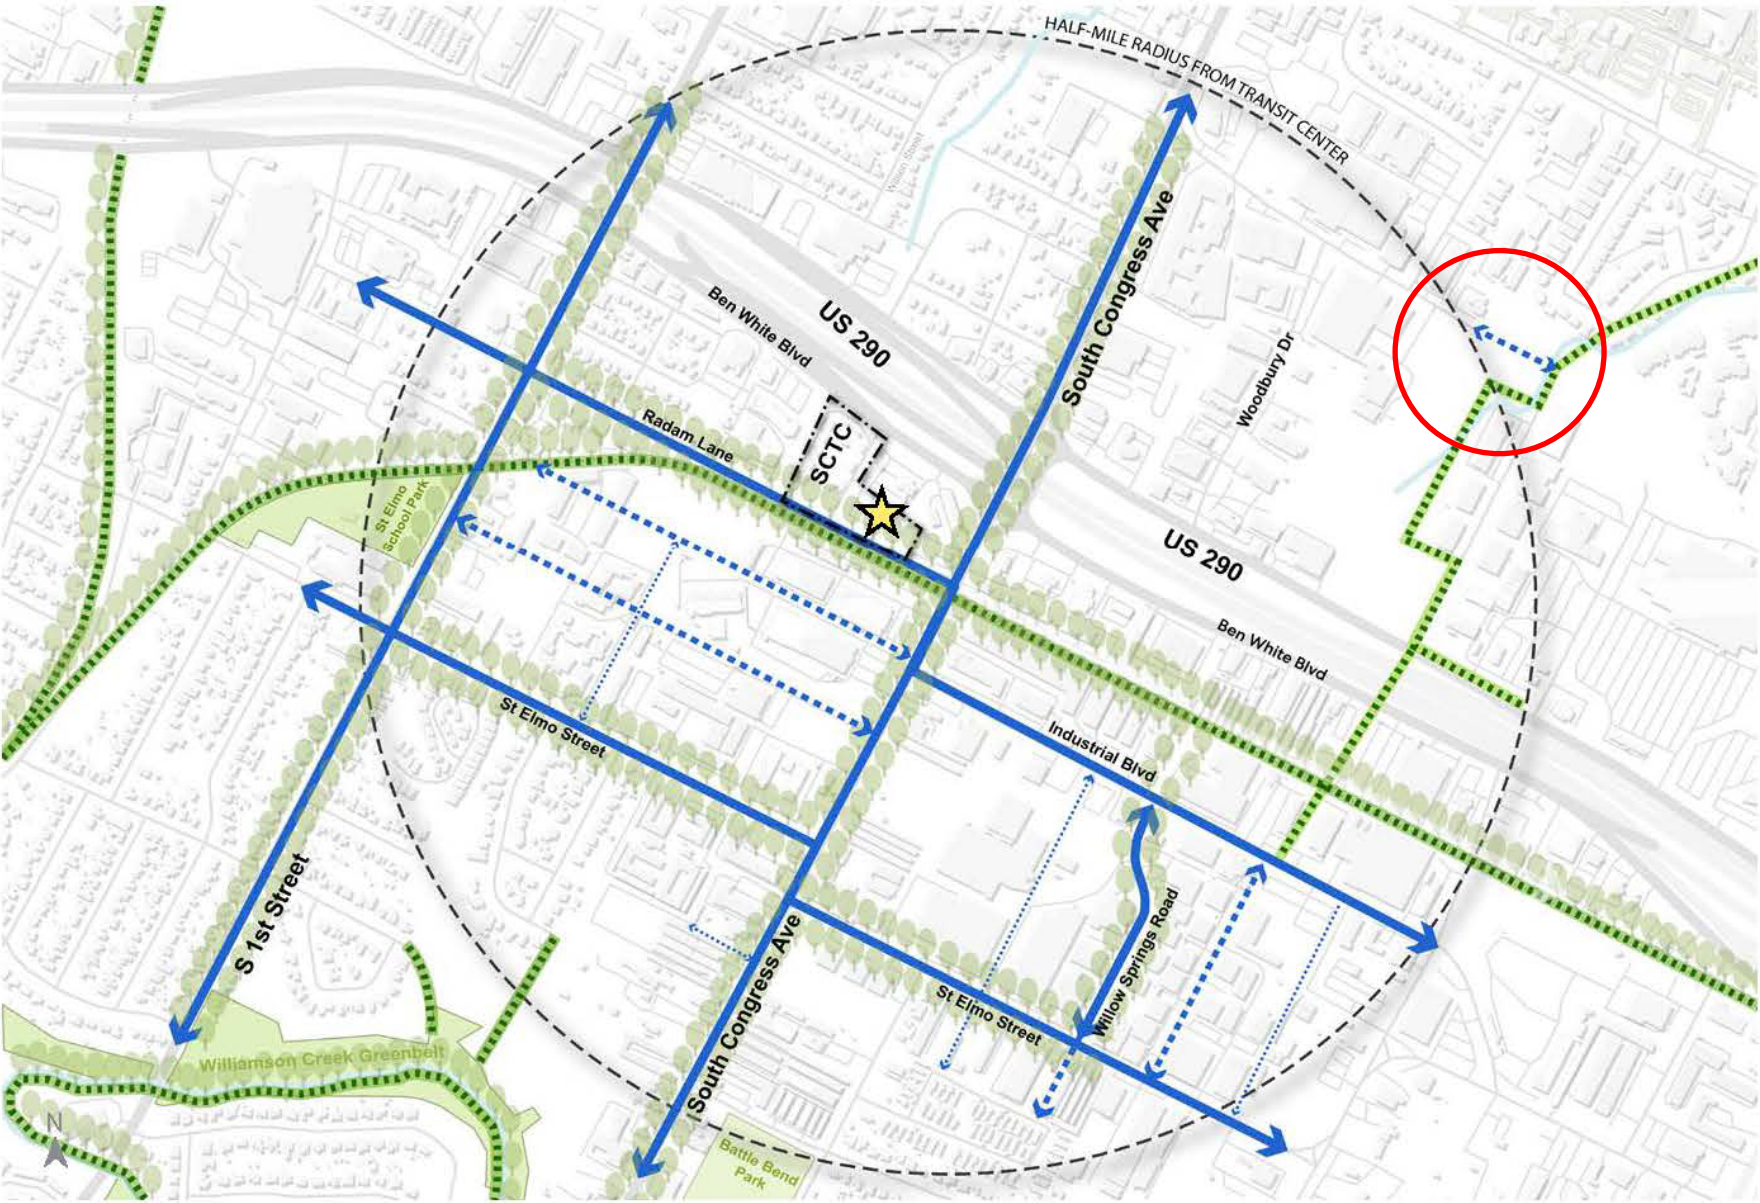 HALF-MILE RADIUS FROM TRANSIT CENTER
Wilson Street
South Congress Ave
US 290
Ben White Blvd
Woodbury Dr
Radam Lane
SCTC
St Elmo
School Park
US 290
Ben White Blvd
St Elmo Street
Industrial Blvd
S 1st Street
Willow Springs Road
South Congress Ave
St Elmo Street
Williamson Creek Greenbelt
N
Battle Bend
Park